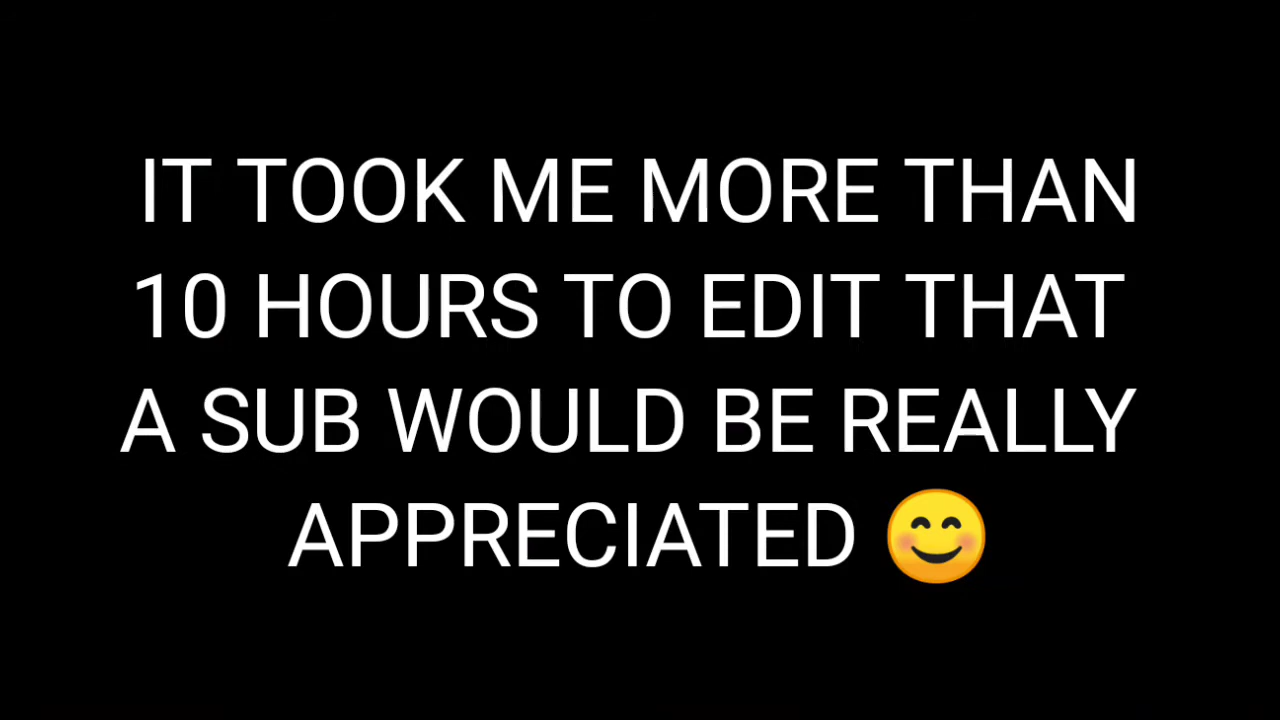 IT TOOK ME MORE THAN
10 HOURS TO EDIT THAT
A SUB WOULD BE REALLY
APPRECIATED 😊